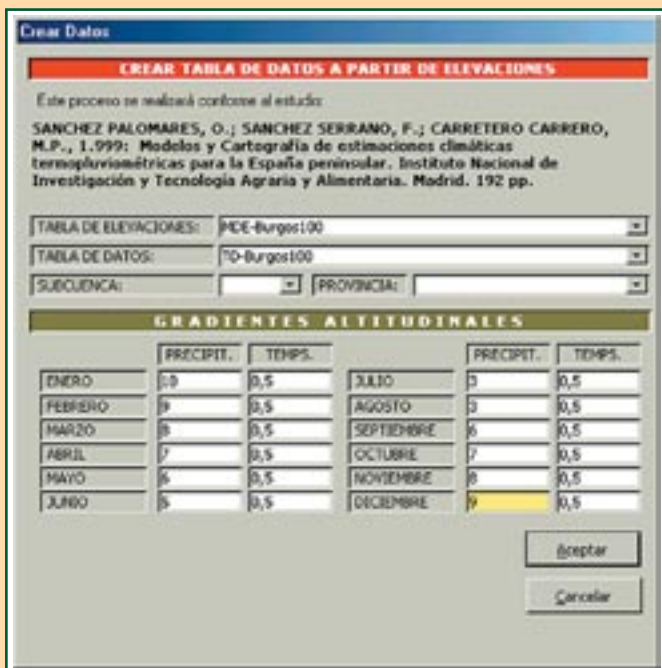 Crear Datos
CREAR TABLA DE DATOS A PARTIR DE ELEVACIONES
Este proceso se realizará conforme al estudio:
SANCHEZ PALOMARES, O.; SANCHEZ SERRANO, F.; CARRETERO CARRERO,
M.P., 1.999: Modelos y Cartografía de estimaciones climáticas
termopluviométricas para la España peninsular. Instituto Nacional de
Investigación y Tecnología Agraria y Alimentaria. Madrid. 192 pp.
TABLA DE ELEVACIONES: MDE-Burgos100
TABLA DE DATOS: TD-Burgos100
SUBCUENCA: PROVINCIA:
GRADIENTES ALTITUDINALES
PRECIPIT. TEMPS. PRECIPIT. TEMPS.
ENERO 10 0,5 JULIO 3 0,5
FEBRERO 9 0,5 AGOSTO 3 0,5
MARZO 8 0,5 SEPTIEMBRE 6 0,5
ABRIL 7 0,5 OCTUBRE 7 0,5
MAYO 6 0,5 NOVIEMBRE 8 0,5
JUNIO 5 0,5 DICIEMBRE 9 0,5
Aceptar
Cancelar